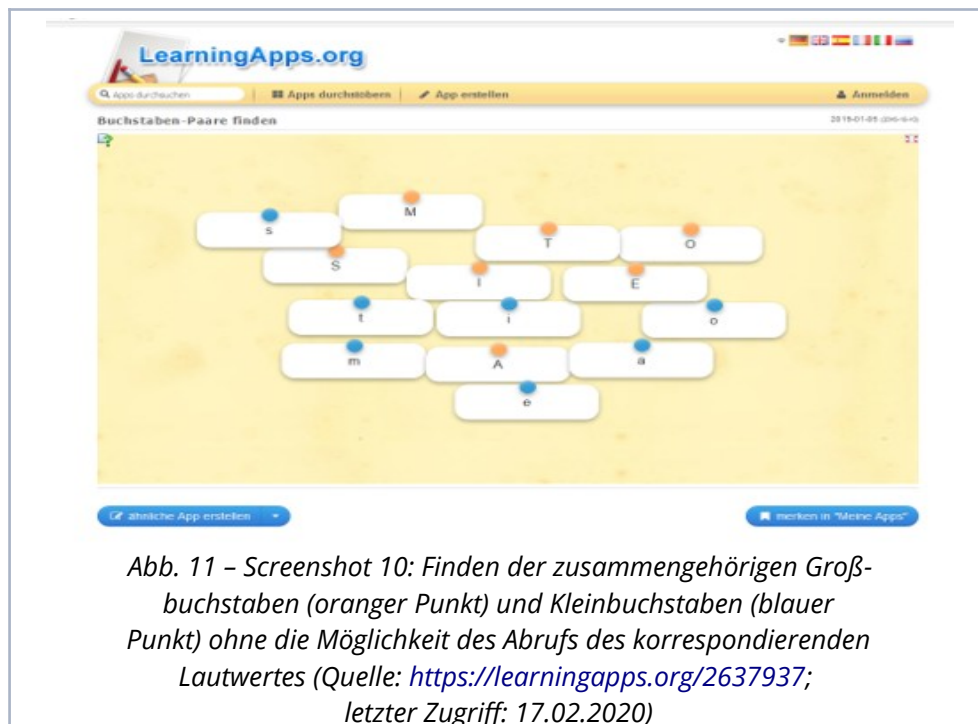 LearningApps.org
Apps durchsuchen
Apps durchstöbern
App erstellen
Anmelden
Buchstaben-Paare finden
M
s
T
O
S
I
E
t
i
o
m
A
a
e
ähnliche App erstellen
merken in "Meine Apps"
Abb. 11 – Screenshot 10: Finden der zusammengehörigen Groß-
buchstaben (oranger Punkt) und Kleinbuchstaben (blauer
Punkt) ohne die Möglichkeit des Abrufs des korrespondierenden
Lautwertes (Quelle: https://learningapps.org/2637937;
letzter Zugriff: 17.02.2020)